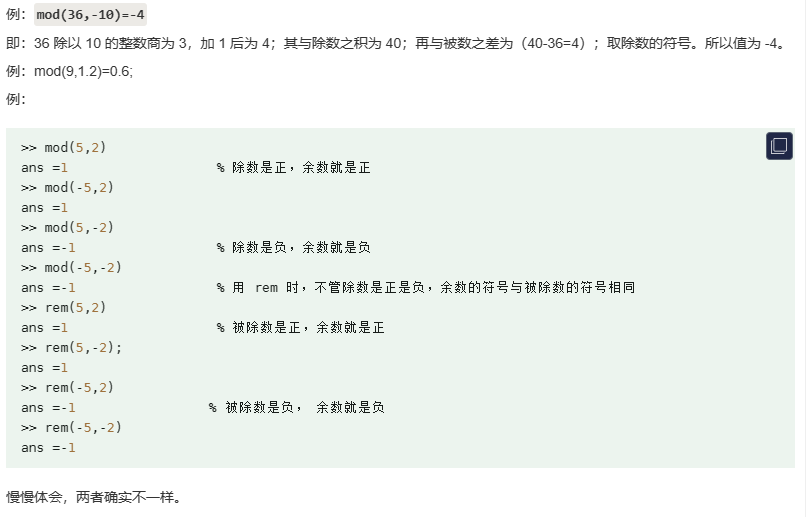 例：mod(36,-10)=-4
即：36 除以 10 的整数商为 3，加 1 后为 4；其与除数之积为 40；再与被数之差为（40-36=4）；取除数的符号。所以值为 -4。
例：mod(9,1.2)=0.6;
例：
>> mod(5,2)
ans =1 % 除数是正，余数就是正
>> mod(-5,2)
ans =1
>> mod(5,-2)
ans =-1 % 除数是负，余数就是负
>> mod(-5,-2)
ans =-1 % 用 rem 时，不管除数是正是负，余数的符号与被除数的符号相同
>> rem(5,2)
ans =1 % 被除数是正，余数就是正
>> rem(5,-2);
ans =1
>> rem(-5,2)
ans =-1 % 被除数是负， 余数就是负
>> rem(-5,-2)
ans =-1
慢慢体会，两者确实不一样。